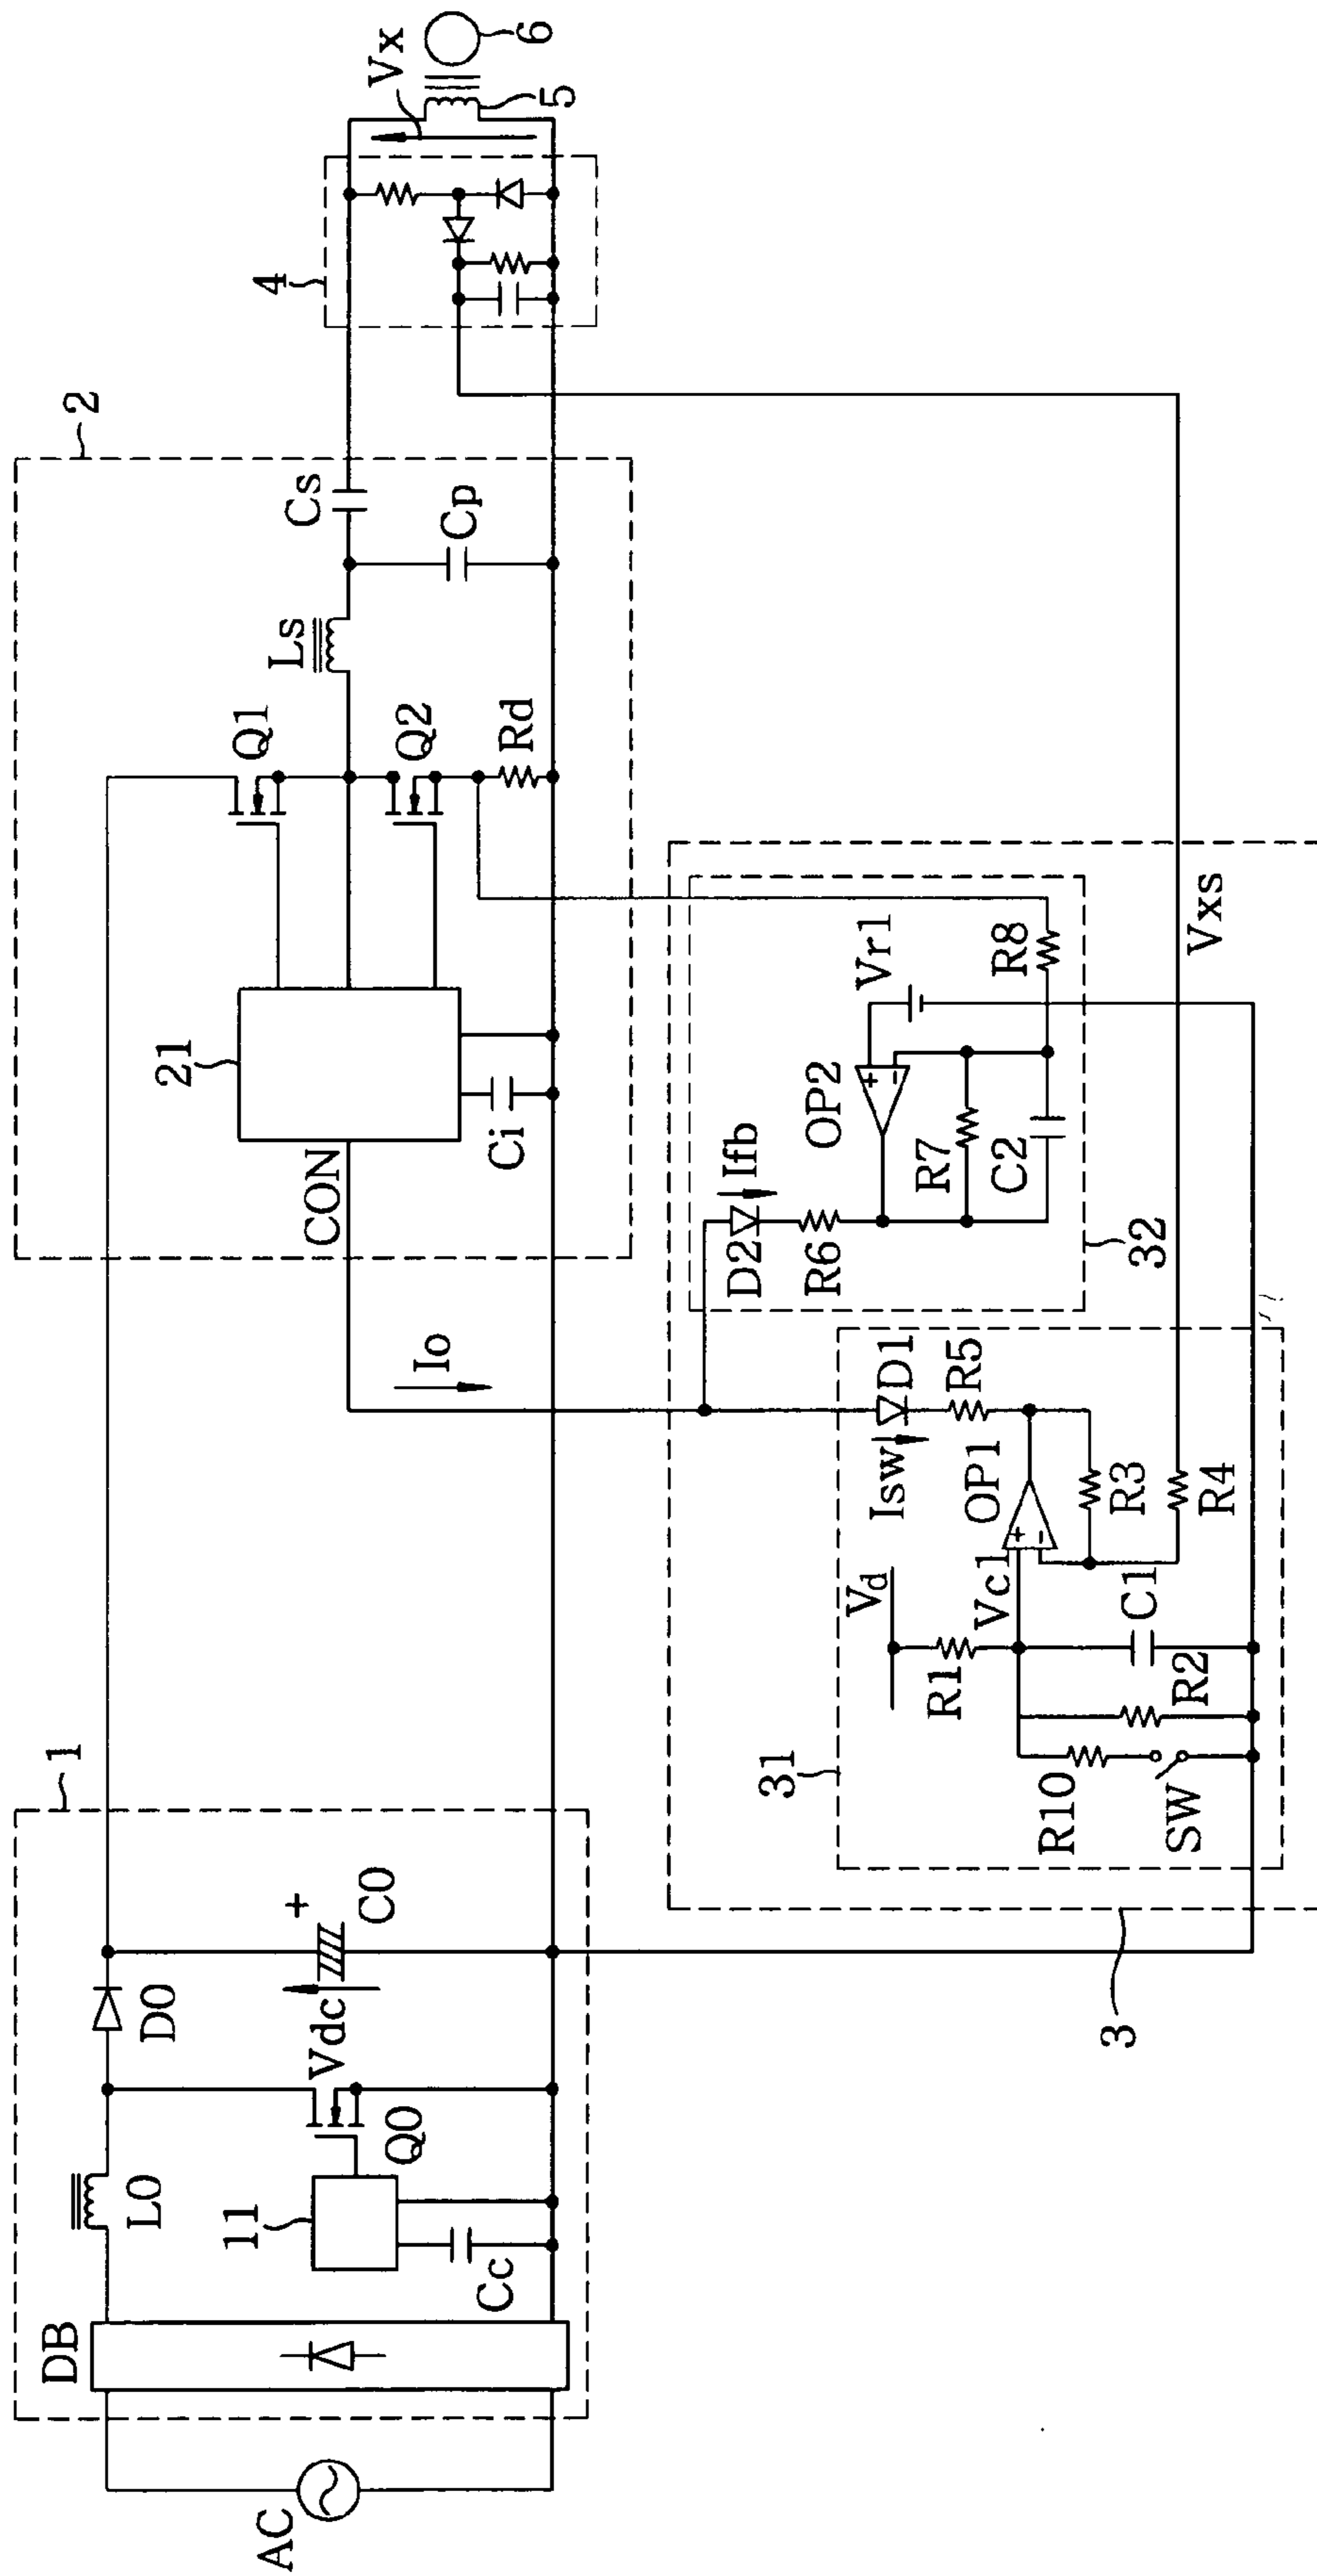 1
2
DB
L0
D0
Q1
Ls
Cs
4
Vx
6
5
AC
11
Cc
Q0
Vdc
+
C0
CON
21
Ci
Q2
Rd
Cp
Io
3
31
Vd
R1
R10
SW
R2
C1
Vc1
+
−
OP1
Isw
D1
R5
R3
R4
D2
Ifb
R6
OP2
+
−
Vr1
R7
C2
R8
32
Vxs